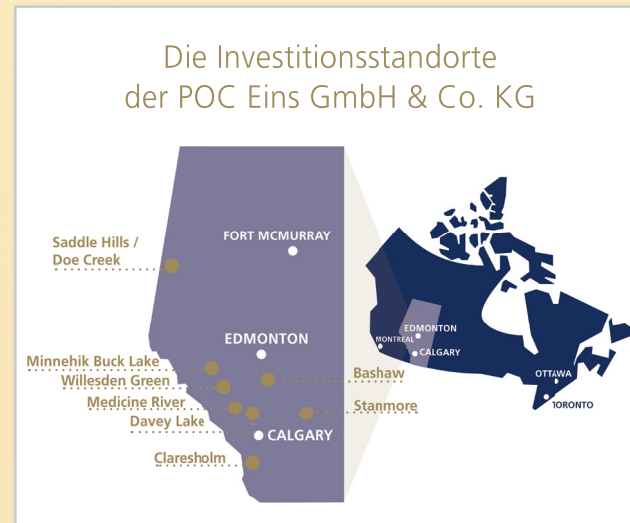 Die Investitionsstandorte
der POC Eins GmbH & Co. KG
Saddle Hills /
Doe Creek
FORT MCMURRAY
EDMONTON
Minnehik Buck Lake
Willesden Green
Medicine River
Davey Lake
Claresholm
Bashaw
Stanmore
CALGARY
EDMONTON
MONTREAL
CALGARY
OTTAWA
TORONTO